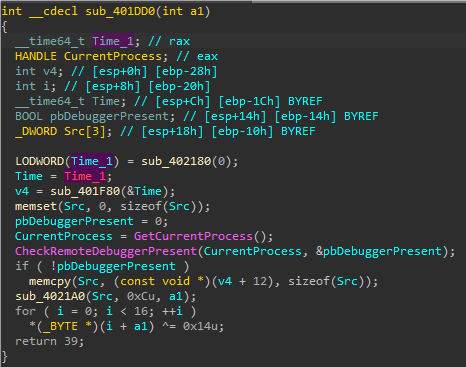 int __cdecl sub_401DD0(int a1)
{
  __time64_t Time_1; // rax
  HANDLE CurrentProcess; // eax
  int v4; // [esp+0h] [ebp-28h]
  int i; // [esp+8h] [ebp-20h]
  __time64_t Time; // [esp+Ch] [ebp-1Ch] BYREF
  BOOL pbDebuggerPresent; // [esp+14h] [ebp-14h] BYREF
  _DWORD Src[3]; // [esp+18h] [ebp-10h] BYREF

  LODWORD(Time_1) = sub_402180(0);
  Time = Time_1;
  v4 = sub_401F80(&Time);
  memset(Src, 0, sizeof(Src));
  pbDebuggerPresent = 0;
  CurrentProcess = GetCurrentProcess();
  CheckRemoteDebuggerPresent(CurrentProcess, &pbDebuggerPresent);
  if ( !pbDebuggerPresent )
    memcpy(Src, (const void *)(v4 + 12), sizeof(Src));
  sub_4021A0(Src, 0xCu, a1);
  for ( i = 0; i < 16; ++i )
    *(_BYTE *)(i + a1) ^= 0x14u;
  return 39;
}